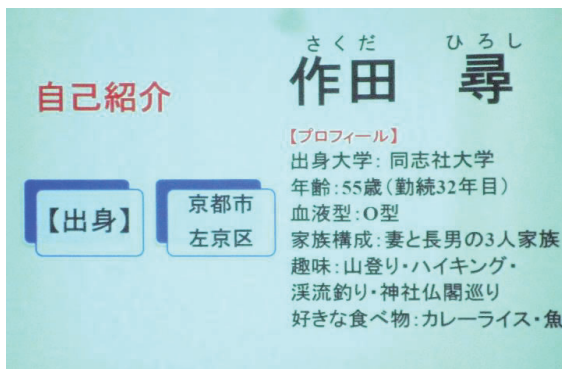 自己紹介
さくだ ひろし
作田 尋
【出身】
京都市
左京区
【プロフィール】
出身大学: 同志社大学
年齢:55歳(勤続32年目)
血液型:O型
家族構成:妻と長男の3人家族
趣味:山登り・ハイキング・
渓流釣り・神社仏閣巡り
好きな食べ物:カレーライス・魚